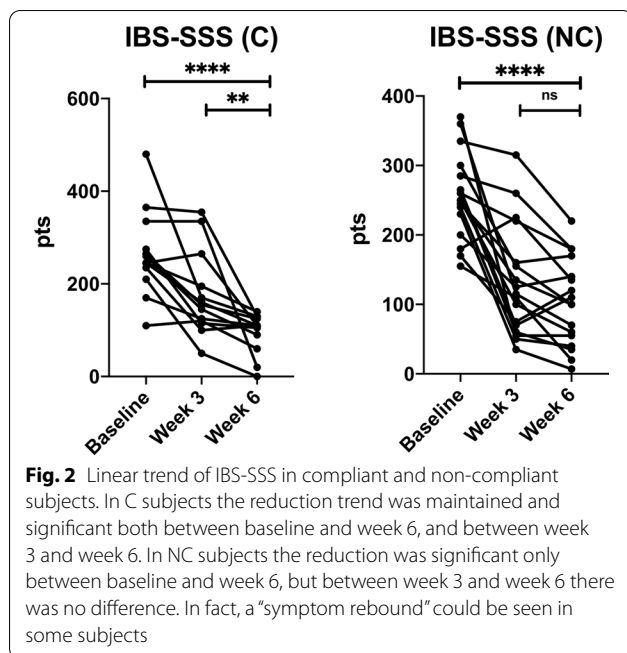 IBS-SSS (C)
****
**
600
400
200
0
pts
Baseline
Week 3
Week 6
IBS-SSS (NC)
****
ns
400
300
200
100
0
pts
Baseline
Week 3
Week 6
Fig. 2 Linear trend of IBS-SSS in compliant and non-compliant
subjects. In C subjects the reduction trend was maintained and
significant both between baseline and week 6, and between week
3 and week 6. In NC subjects the reduction was significant only
between baseline and week 6, but between week 3 and week 6 there
was no difference. In fact, a “symptom rebound” could be seen in
some subjects